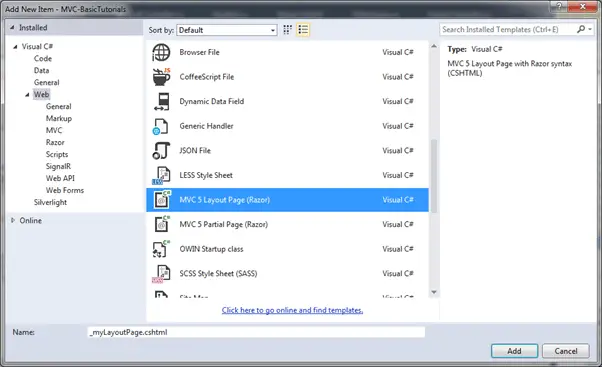 Add New Item - MVC-BasicTutorials
Installed
Sort by: Default
Search Installed Templates (Ctrl+E)
Visual C#
Code
Data
General
Web
General
Markup
MVC
Razor
Scripts
SignalR
Web API
Web Forms
Silverlight
Online
Browser File Visual C#
CoffeeScript File Visual C#
Dynamic Data Field Visual C#
Generic Handler Visual C#
JSON File Visual C#
LESS Style Sheet Visual C#
MVC 5 Layout Page (Razor) Visual C#
MVC 5 Partial Page (Razor) Visual C#
OWIN Startup class Visual C#
SCSS Style Sheet (SASS) Visual C#
Site Map Visual C#
Click here to go online and find templates.
Type: Visual C#
MVC 5 Layout Page with Razor syntax
(CSHTML)
Name: _myLayoutPage.cshtml
Add Cancel